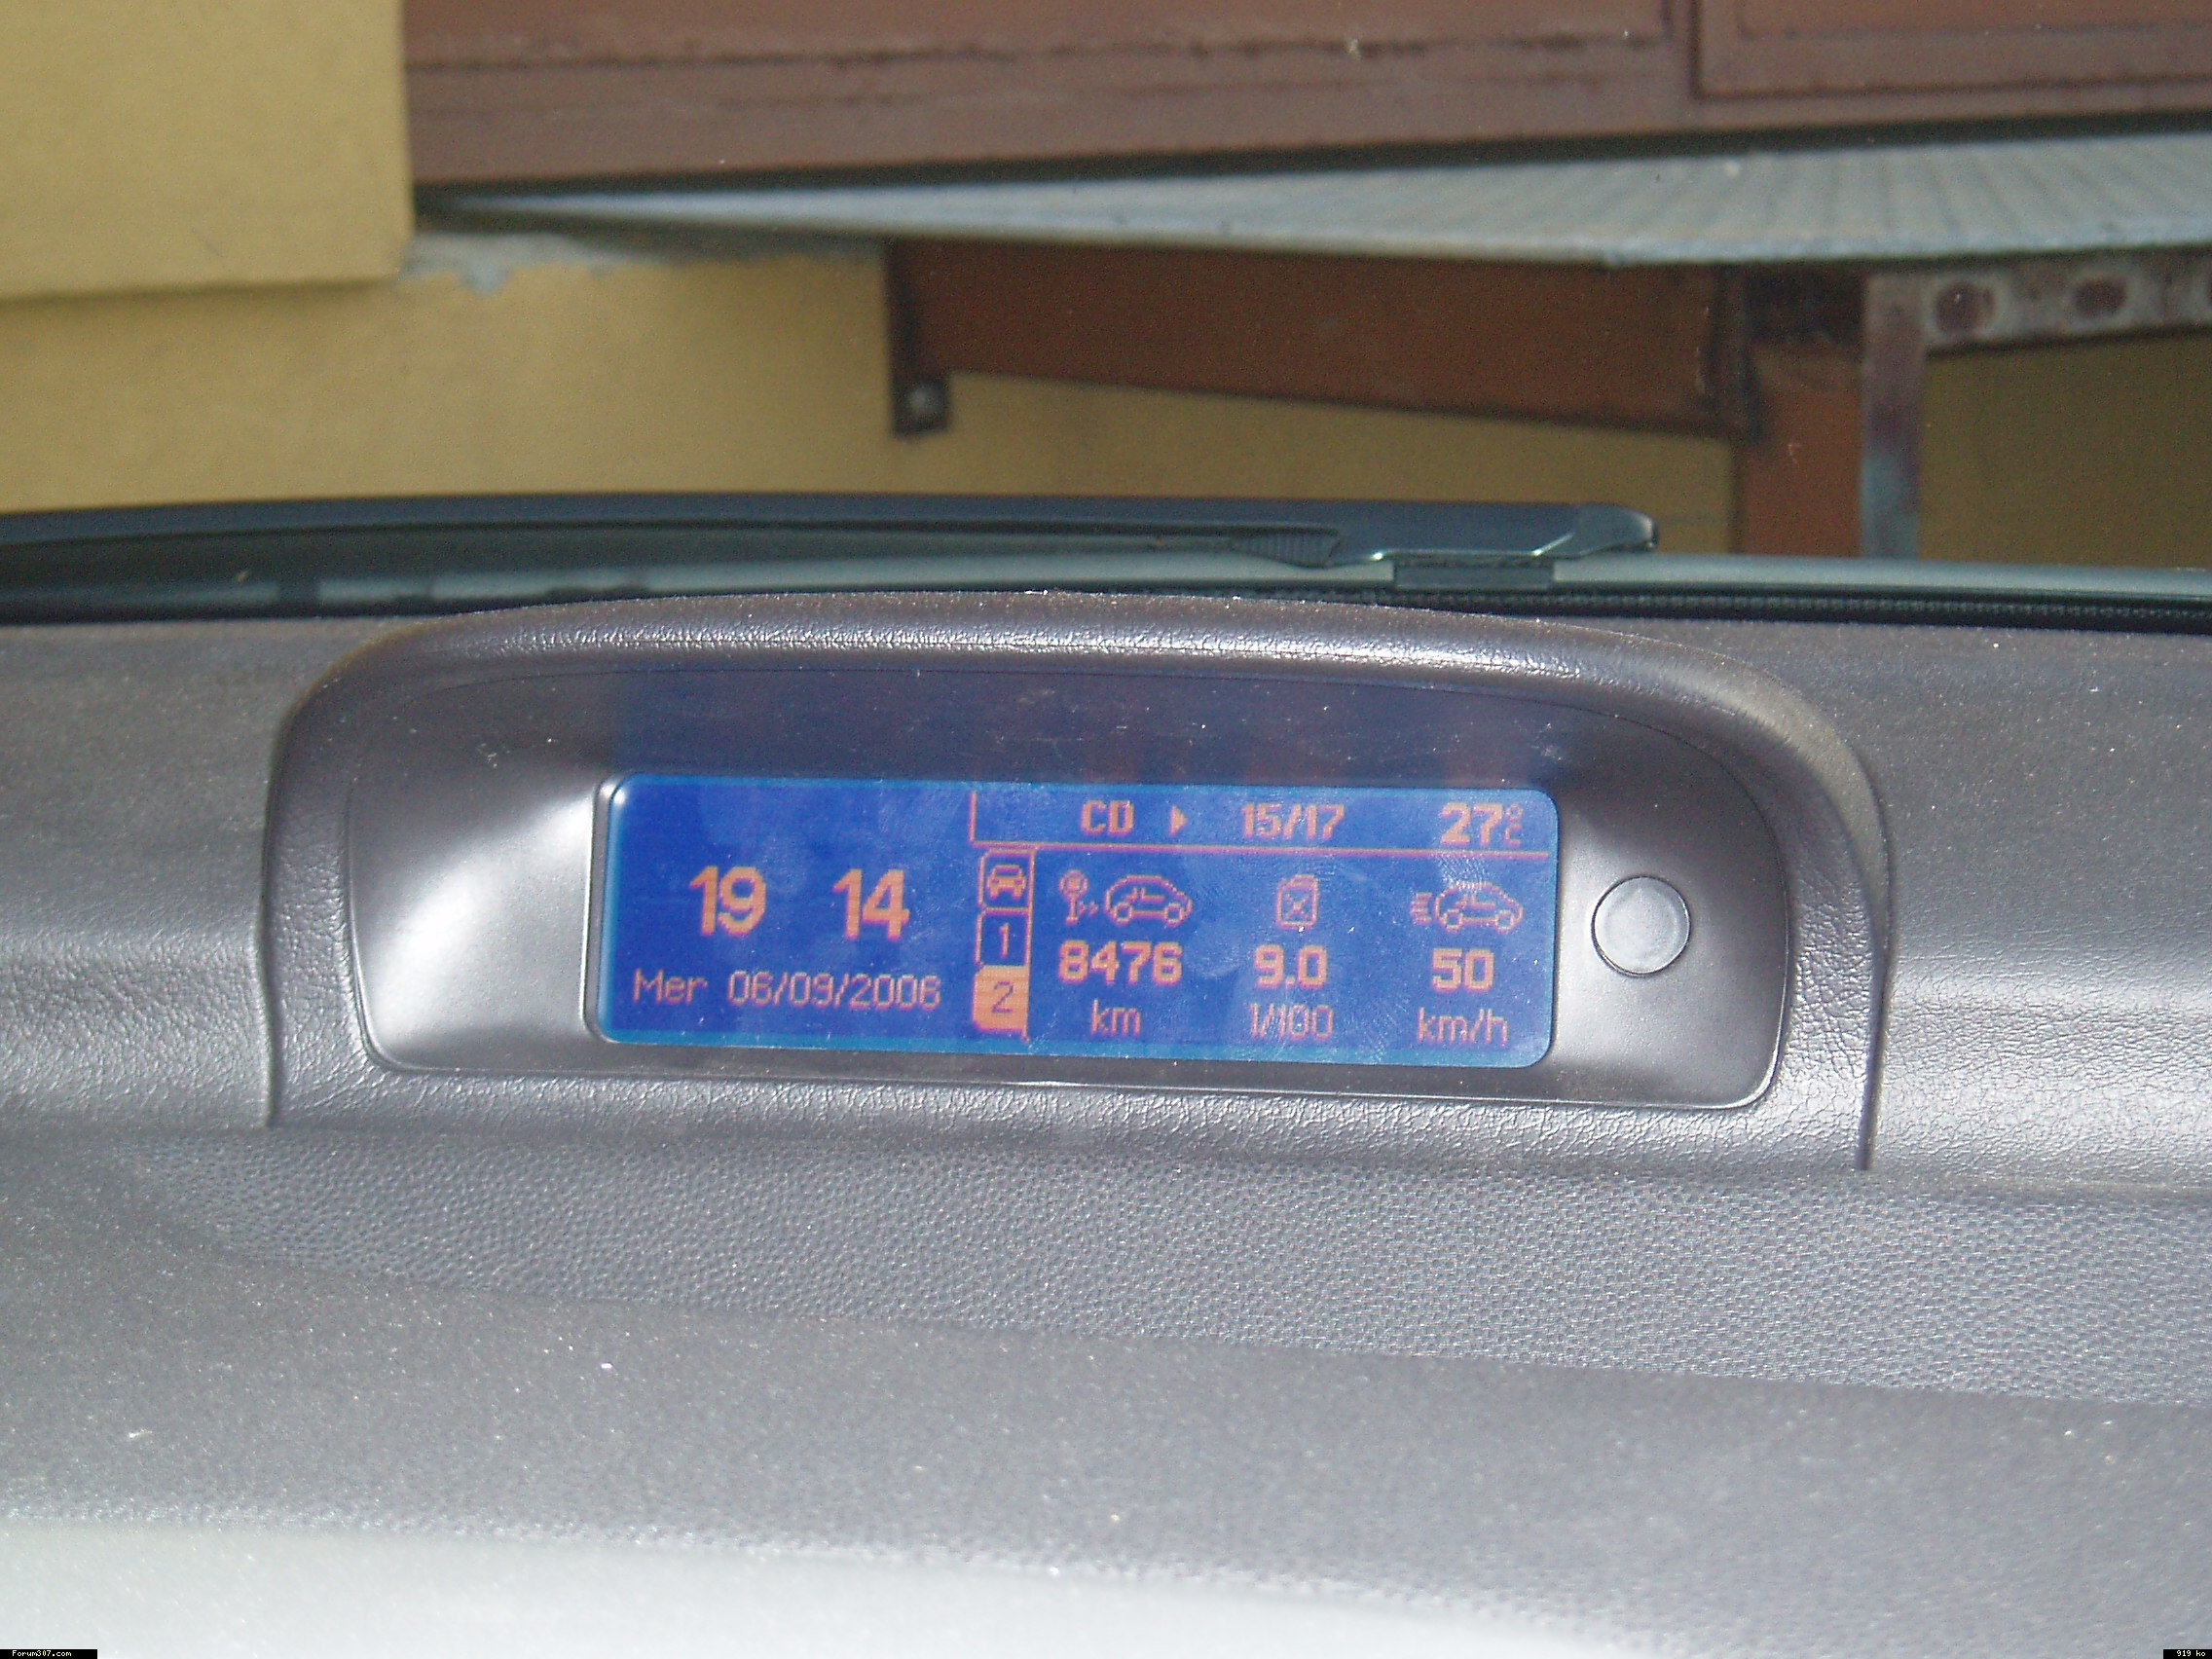 CD 15/17 27°C
19 14
1
8476 9.0 50
Mer 06/09/2006
2
km l/100 km/h
Forum307.com
919 ko